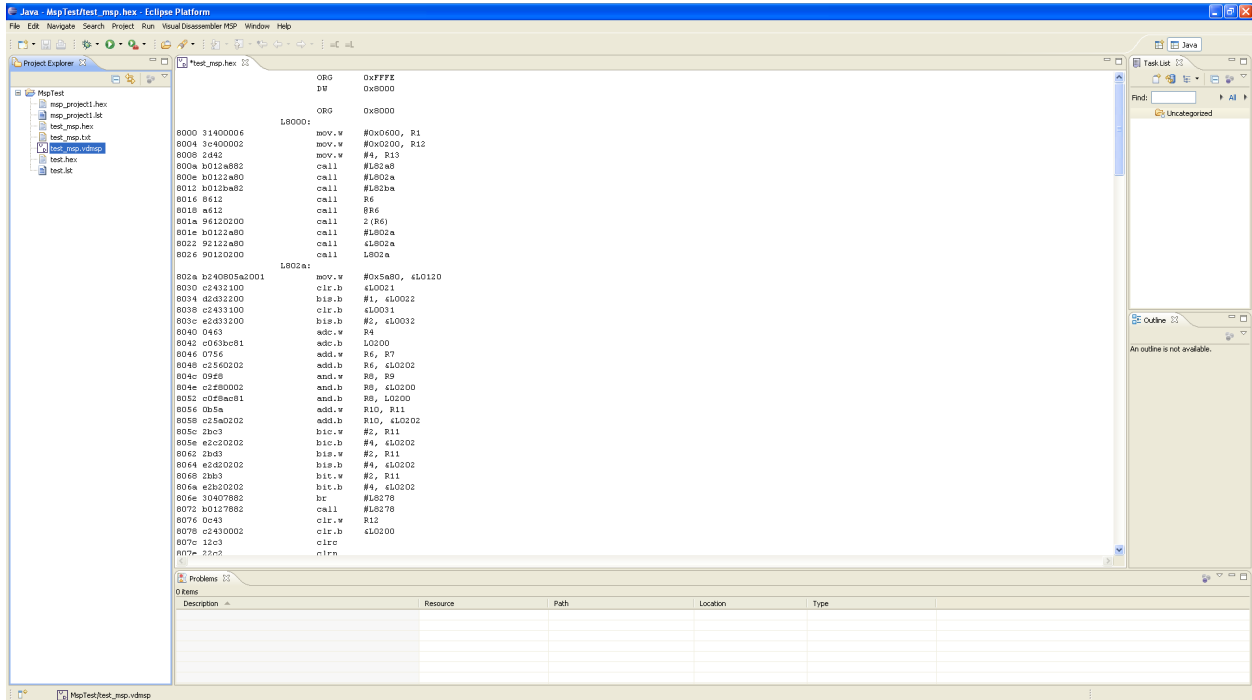 Java - MspTest/test_msp.hex - Eclipse Platform
File Edit Navigate Search Project Run Visual Disassembler MSP Window Help
Java
Project Explorer
MspTest
msp_project1.hex
msp_project1.lst
test_msp.hex
test_msp.txt
test_msp.vdmsp
test.hex
test.lst
*test_msp.hex
ORG 0xFFFE
DW 0x8000
ORG 0x8000
L8000:
8000 31400006 mov.w #0x0600, R1
8004 3c400002 mov.w #0x0200, R12
8008 2d42 mov.w #4, R13
800a b012a882 call #L82a8
800e b0122a80 call #L802a
8012 b012ba82 call #L82ba
8016 8612 call R6
8018 a612 call @R6
801a 96120200 call 2(R6)
801e b0122a80 call #L802a
8022 92122a80 call &L802a
8026 90120200 call L802a
L802a:
802a b240805a2001 mov.w #0x5a80, &L0120
8030 c2432100 clr.b &L0021
8034 d2d32200 bis.b #1, &L0022
8038 c2433100 clr.b &L0031
803c e2d33200 bis.b #2, &L0032
8040 0463 adc.w R4
8042 c063bc81 adc.b L0200
8046 0756 add.w R6, R7
8048 c2560202 add.b R6, &L0202
804c 09f8 and.w R8, R9
804e c2f80002 and.b R8, &L0200
8052 c0f8ac81 and.b R8, L0200
8056 0b5a add.w R10, R11
8058 c25a0202 add.b R10, &L0202
805c 2bc3 bic.w #2, R11
805e e2c20202 bic.b #4, &L0202
8062 2bd3 bis.w #2, R11
8064 e2d20202 bis.b #4, &L0202
8068 2bb3 bit.w #2, R11
806a e2b20202 bit.b #4, &L0202
806e 30407882 br #L8278
8072 b0127882 call #L8278
8076 0c43 clr.w R12
8078 c2430002 clr.b &L0200
807c 12c3 clrc
807e 22c2 clrn
Task List
Find: All
Uncategorized
Outline
An outline is not available.
Problems
0 items
Description Resource Path Location Type
MspTest/test_msp.vdmsp